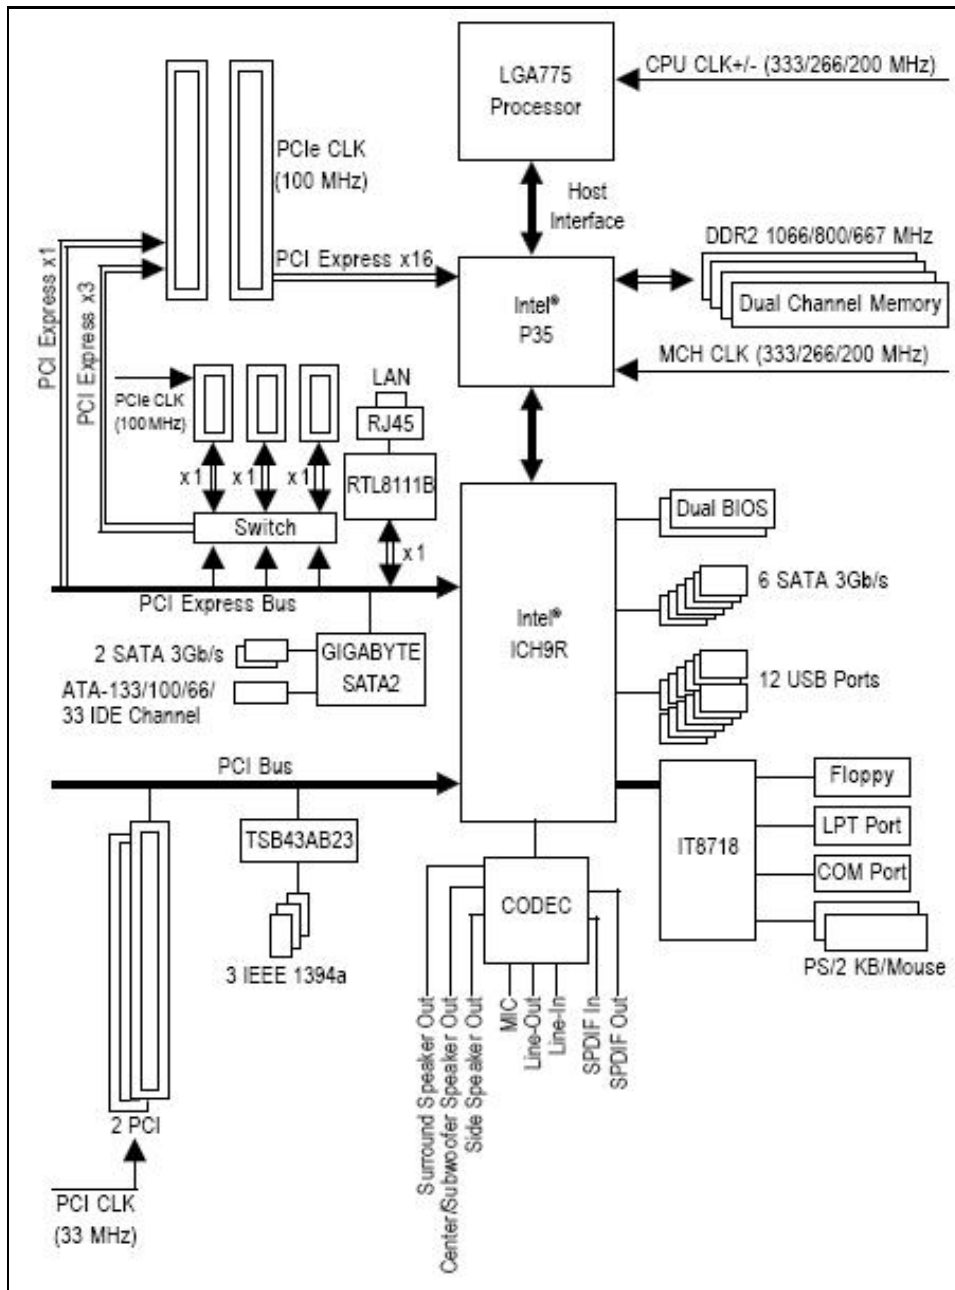 LGA775
Processor
CPU CLK+/- (333/266/200 MHz)
PCIe CLK
(100 MHz)
Host
Interface
DDR2 1066/800/667 MHz
PCI Express x1
PCI Express x3
PCI Express x16
Intel®
P35
Dual Channel Memory
MCH CLK (333/266/200 MHz)
PCIe CLK
(100 MHz)
LAN
RJ45
x1
x1
x1
RTL8111B
Switch
x1
Dual BIOS
PCI Express Bus
6 SATA 3Gb/s
Intel®
ICH9R
2 SATA 3Gb/s
GIGABYTE
SATA2
ATA-133/100/66/
33 IDE Channel
12 USB Ports
PCI Bus
TSB43AB23
IT8718
Floppy
LPT Port
COM Port
PS/2 KB/Mouse
CODEC
3 IEEE 1394a
Surround Speaker Out
Center/Subwoofer Speaker Out
Side Speaker Out
MIC
Line-Out
Line-In
SPDIF In
SPDIF Out
2 PCI
PCI CLK
(33 MHz)